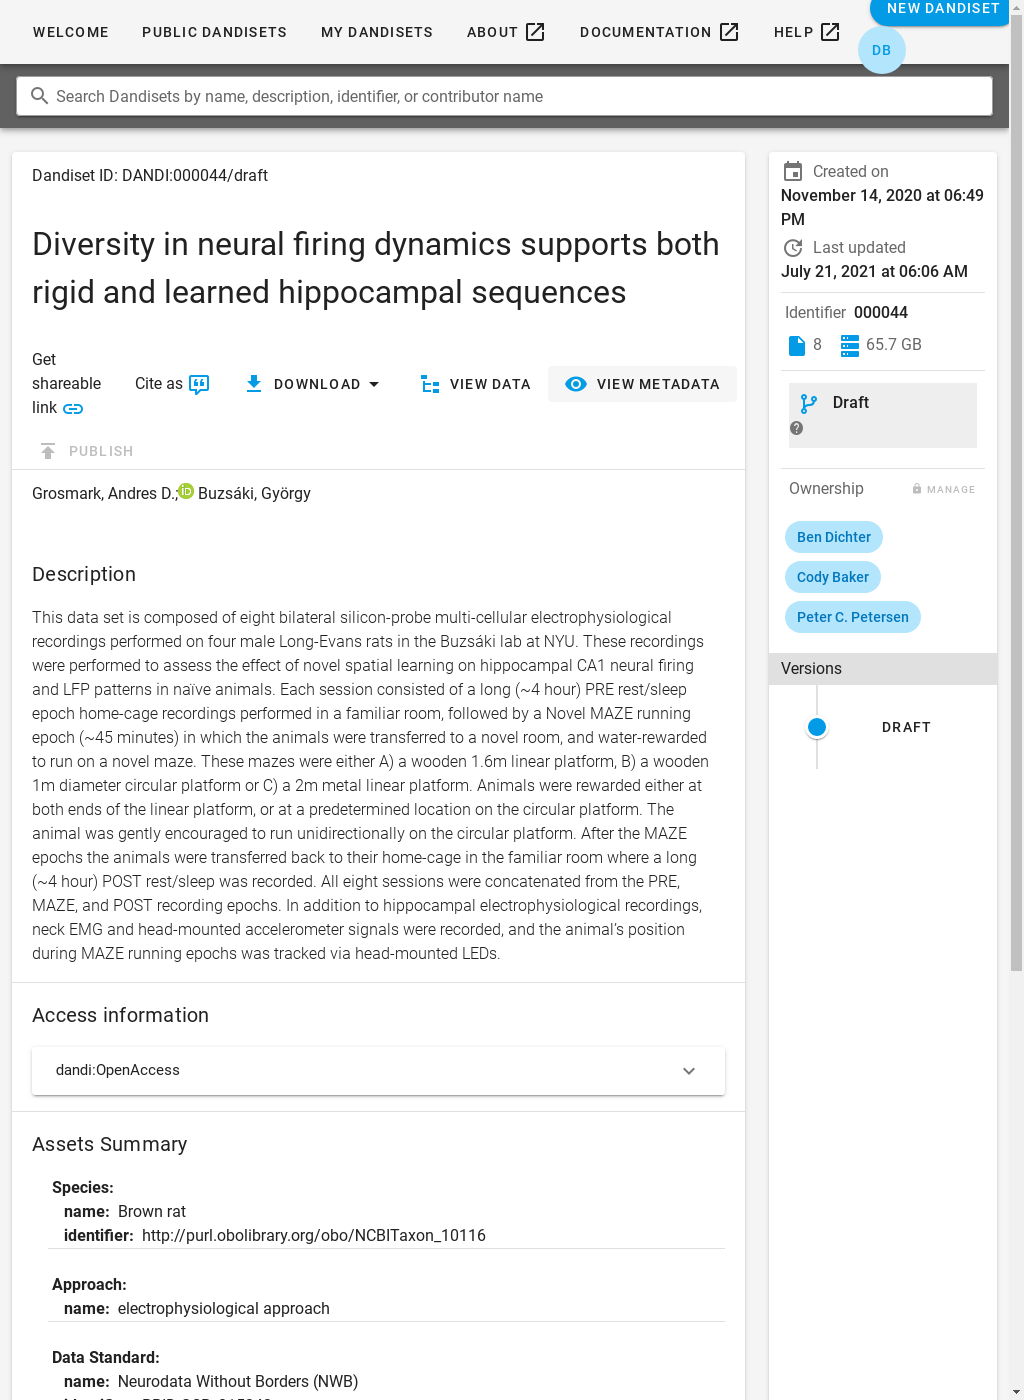 WELCOME PUBLIC DANDISETS MY DANDISETS ABOUT DOCUMENTATION HELP NEW DANDISET
DB
Search Dandisets by name, description, identifier, or contributor name
Dandiset ID: DANDI:000044/draft
Diversity in neural firing dynamics supports both
rigid and learned hippocampal sequences
Get
shareable
link
Cite as
DOWNLOAD
VIEW DATA
VIEW METADATA
PUBLISH
Grosmark, Andres D.; Buzsáki, György
Description
This data set is composed of eight bilateral silicon-probe multi-cellular electrophysiological
recordings performed on four male Long-Evans rats in the Buzsáki lab at NYU. These recordings
were performed to assess the effect of novel spatial learning on hippocampal CA1 neural firing
and LFP patterns in naïve animals. Each session consisted of a long (~4 hour) PRE rest/sleep
epoch home-cage recordings performed in a familiar room, followed by a Novel MAZE running
epoch (~45 minutes) in which the animals were transferred to a novel room, and water-rewarded
to run on a novel maze. These mazes were either A) a wooden 1.6m linear platform, B) a wooden
1m diameter circular platform or C) a 2m metal linear platform. Animals were rewarded either at
both ends of the linear platform, or at a predetermined location on the circular platform. The
animal was gently encouraged to run unidirectionally on the circular platform. After the MAZE
epochs the animals were transferred back to their home-cage in the familiar room where a long
(~4 hour) POST rest/sleep was recorded. All eight sessions were concatenated from the PRE,
MAZE, and POST recording epochs. In addition to hippocampal electrophysiological recordings,
neck EMG and head-mounted accelerometer signals were recorded, and the animal's position
during MAZE running epochs was tracked via head-mounted LEDs.
Access information
dandi:OpenAccess
Assets Summary
Species:
name: Brown rat
identifier: http://purl.obolibrary.org/obo/NCBITaxon_10116
Approach:
name: electrophysiological approach
Data Standard:
name: Neurodata Without Borders (NWB)
Created on
November 14, 2020 at 06:49
PM
Last updated
July 21, 2021 at 06:06 AM
Identifier 000044
8 65.7 GB
Draft
Ownership MANAGE
Ben Dichter
Cody Baker
Peter C. Petersen
Versions
DRAFT